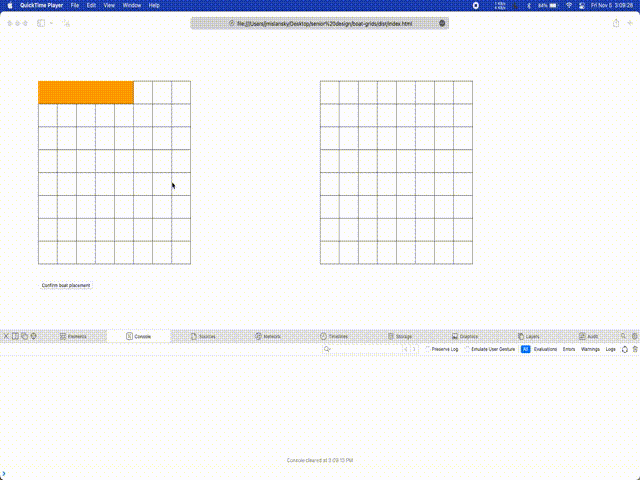 QuickTime Player File Edit View Window Help
84% Fri Nov 5 3:09:28
file:///Users/mislansky/Desktop/senior%20design/boat-grids/dist/index.html
Confirm boat placement
Elements Console Sources Network Timelines Storage Graphics Layers Audit
Preserve Log Emulate User Gesture All Evaluations Errors Warnings Logs
Console cleared at 3:09:10 PM